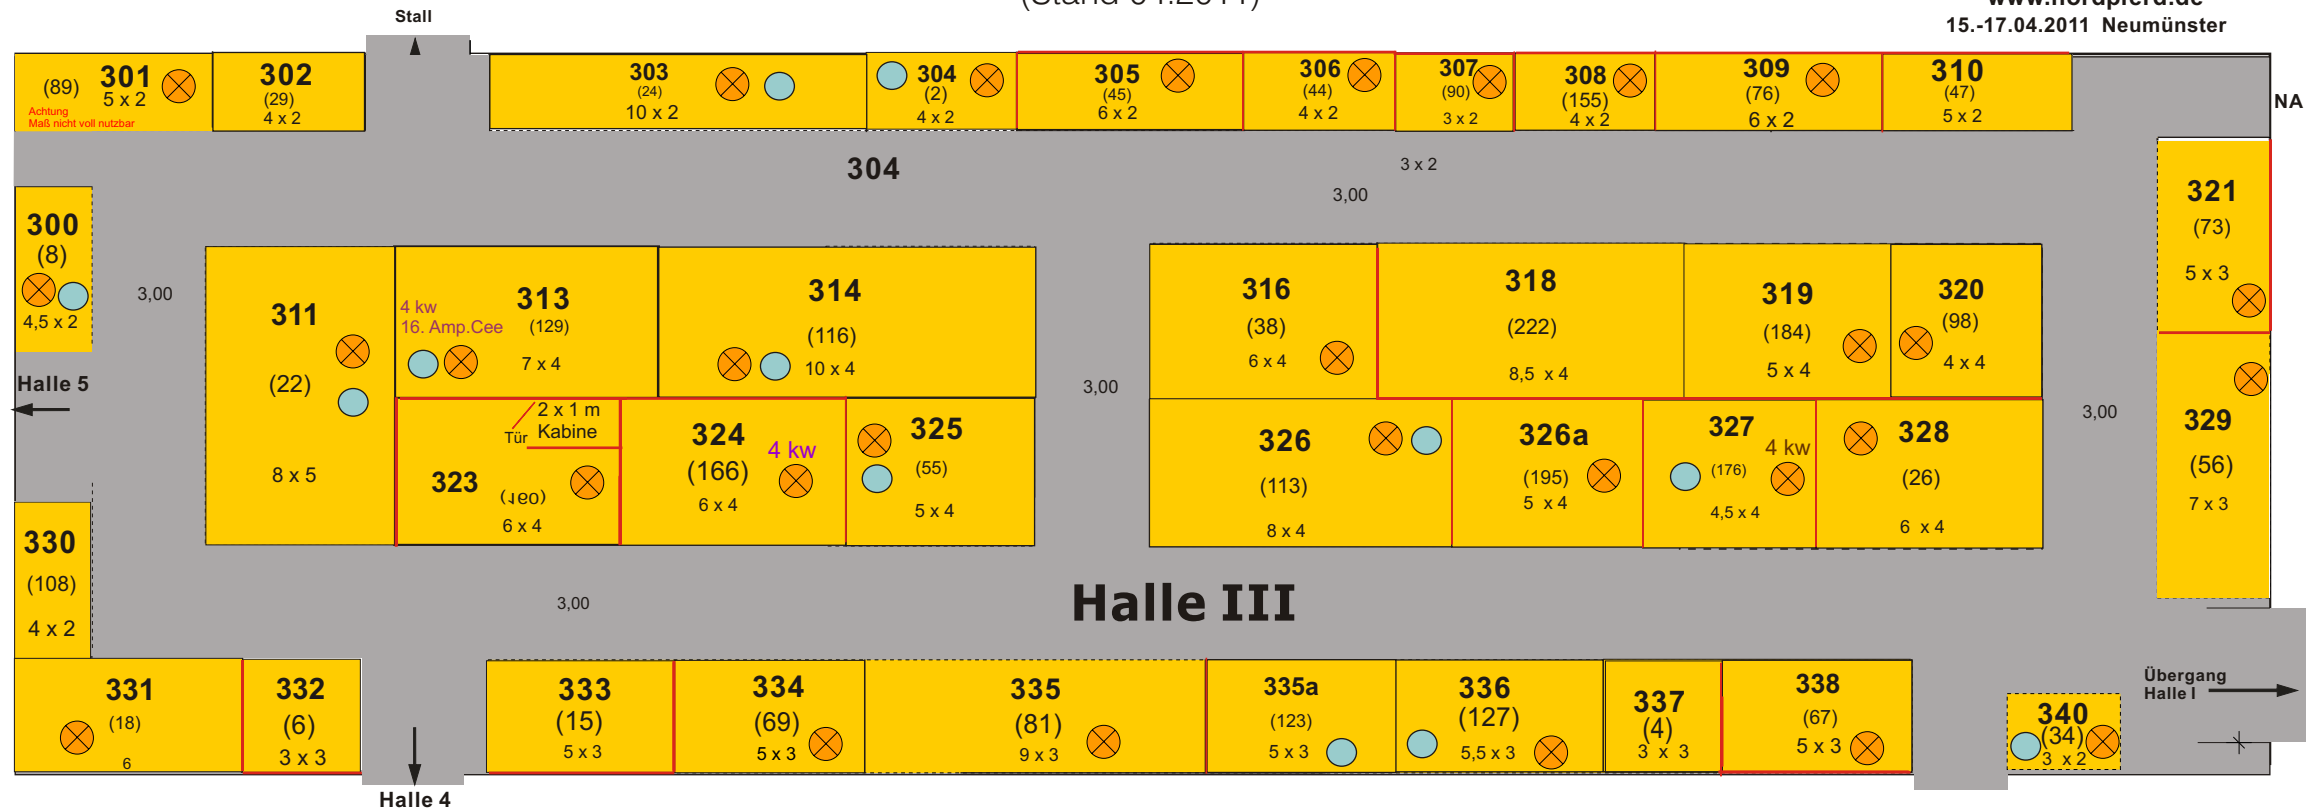 www.nordpferd.de
15.-17.04.2011 Neumünster
Stall
(89) 301
5 x 2
Achtung
Maß nicht voll nutzbar
302
(29)
4 x 2
303
(24)
10 x 2
304
(2)
4 x 2
305
(45)
6 x 2
306
(44)
4 x 2
307
(90)
3 x 2
308
(155)
4 x 2
309
(76)
6 x 2
310
(47)
5 x 2
NA
304
3 x 2
3,00
300
(8)
4,5 x 2
3,00
311
(22)
8 x 5
4 kw
16. Amp.Cee
313
(129)
7 x 4
314
(116)
10 x 4
3,00
316
(38)
6 x 4
318
(222)
8,5 x 4
319
(184)
5 x 4
320
(98)
4 x 4
321
(73)
5 x 3
Halle 5
2 x 1 m
Tür Kabine
323
6 x 4
324
4 kw
(166)
6 x 4
325
(55)
5 x 4
326
(113)
8 x 4
326a
(195)
5 x 4
327
4 kw
(176)
4,5 x 4
328
(26)
6 x 4
3,00
329
(56)
7 x 3
330
(108)
4 x 2
3,00
Halle III
331
(18)
6
332
(6)
3 x 3
333
(15)
5 x 3
334
(69)
5 x 3
335
(81)
9 x 3
335a
(123)
5 x 3
336
(127)
5,5 x 3
337
(4)
3 x 3
338
(67)
5 x 3
340
(34)
3 x 2
Übergang
Halle I
Halle 4